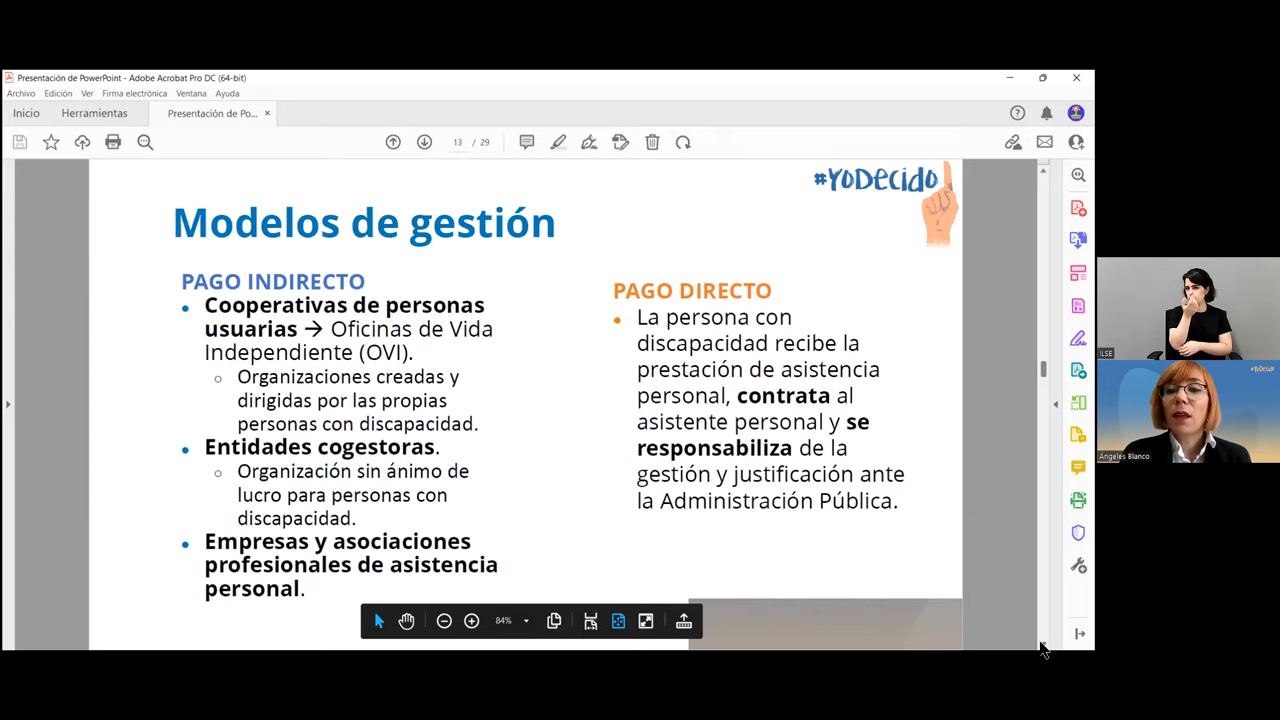 Presentación de PowerPoint - Adobe Acrobat Pro DC (64-bit)
Archivo Edición Ver Firma electrónica Ventana Ayuda
Inicio Herramientas Presentación de Po... ×
13 / 29
#YoDecido
Modelos de gestión
PAGO INDIRECTO
• Cooperativas de personas
usuarias → Oficinas de Vida
Independiente (OVI).
○ Organizaciones creadas y
dirigidas por las propias
personas con discapacidad.
• Entidades cogestoras.
○ Organización sin ánimo de
lucro para personas con
discapacidad.
• Empresas y asociaciones
profesionales de asistencia
personal.
PAGO DIRECTO
• La persona con
discapacidad recibe la
prestación de asistencia
personal, contrata al
asistente personal y se
responsabiliza de la
gestión y justificación ante
la Administración Pública.
84%
ILSE
#YoDecido
Ángeles Blanco